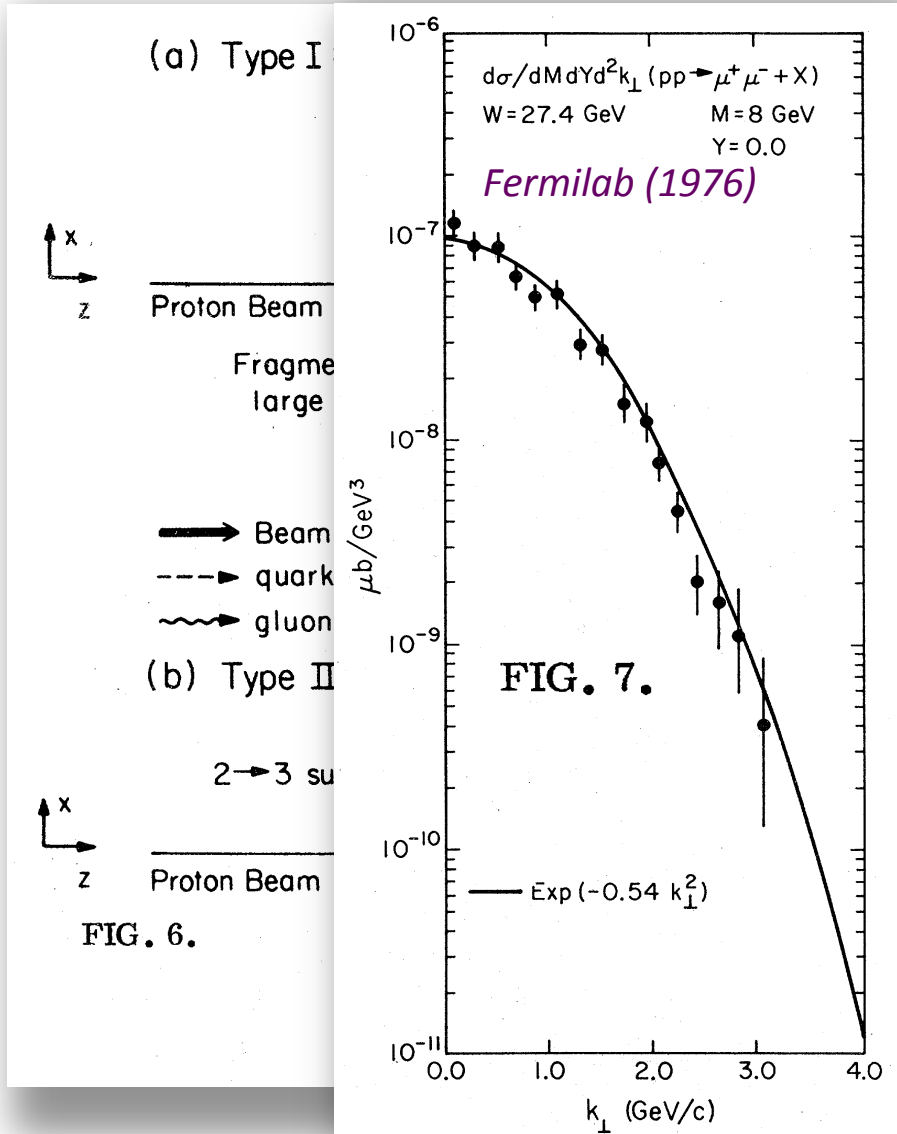 (a) Type I
X
Z
Proton Beam
Fragme
large
Beam
quark
gluon
(b) Type II
2→3 su
X
Z
Proton Beam
FIG. 6.
10⁻⁶
10⁻⁷
10⁻⁸
10⁻⁹
10⁻¹⁰
10⁻¹¹
μb/GeV³
dσ/dMdYd²k⊥(pp→μ⁺μ⁻+X)
W=27.4 GeV M=8 GeV
Y=0.0
Fermilab (1976)
FIG. 7.
Exp(-0.54 k⊥²)
0.0 1.0 2.0 3.0 4.0
k⊥ (GeV/c)